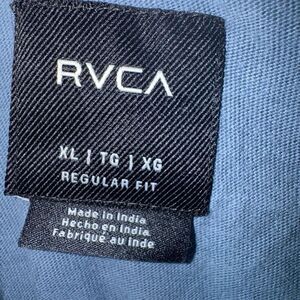 RVCA
XL | TG | XG
REGULAR FIT
Made in India
Hecho en India
Fabriqué au Inde